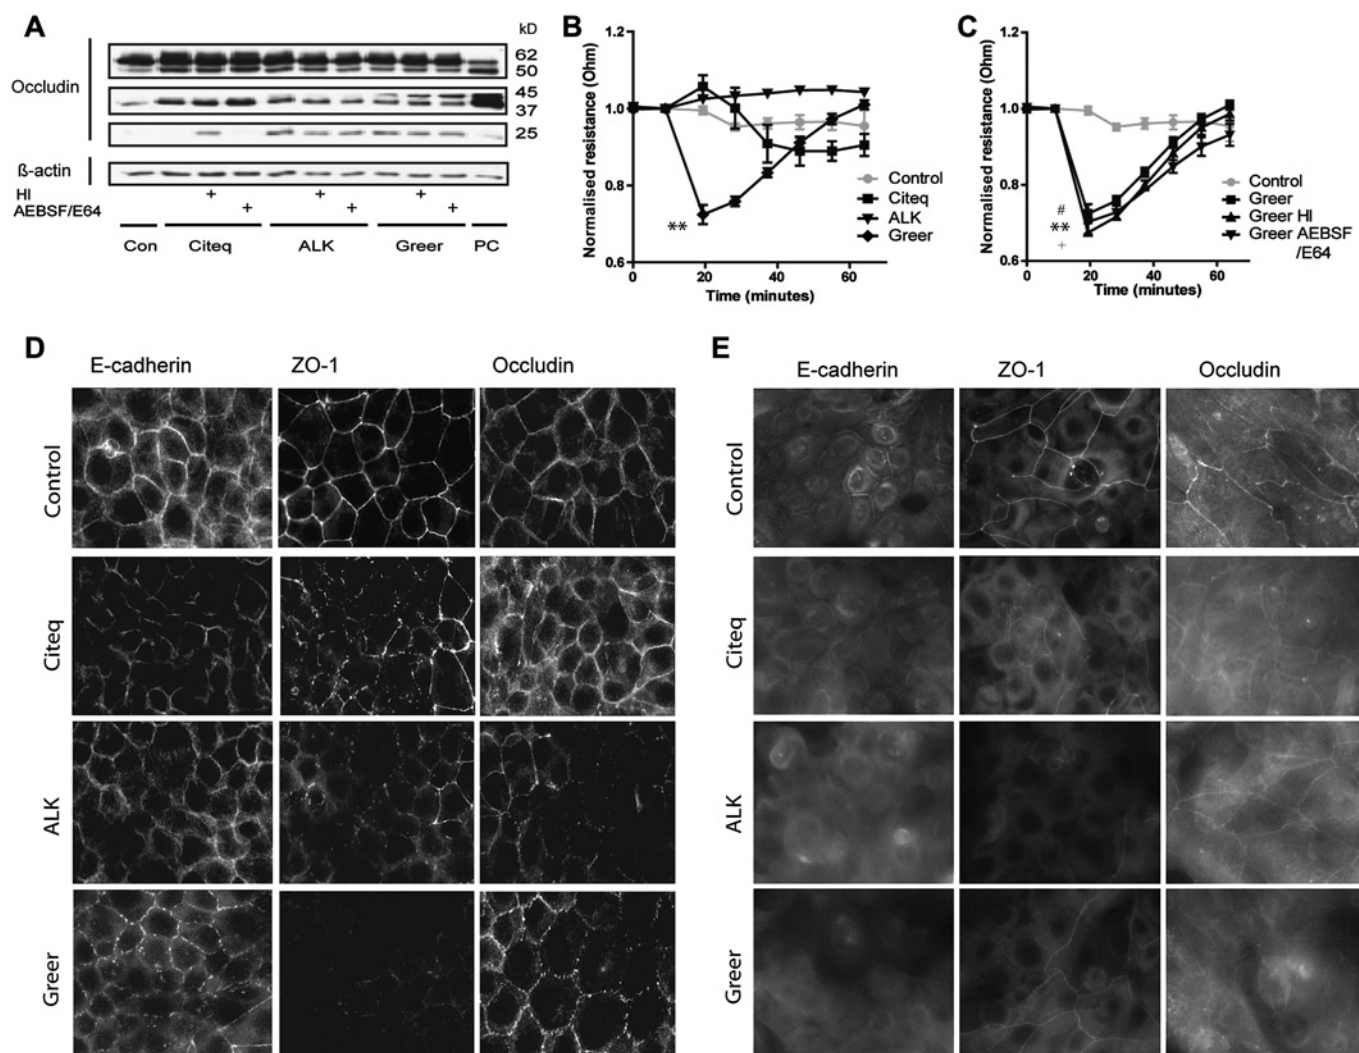 A
kD
Occludin
62
50
45
37
25
ß-actin
HI + + +
AEBSF/E64 + + +
Con Citeq ALK Greer PC
B
Normalised resistance (Ohm)
1.2
1.0
0.8
0.6
**
Control
Citeq
ALK
Greer
0 20 40 60
Time (minutes)
C
Normalised resistance (Ohm)
1.2
1.0
0.8
0.6
#
**
+
Control
Greer
Greer HI
Greer AEBSF
/E64
0 20 40 60
Time (minutes)
D
E-cadherin ZO-1 Occludin
Control
Citeq
ALK
Greer
E
E-cadherin ZO-1 Occludin
Control
Citeq
ALK
Greer